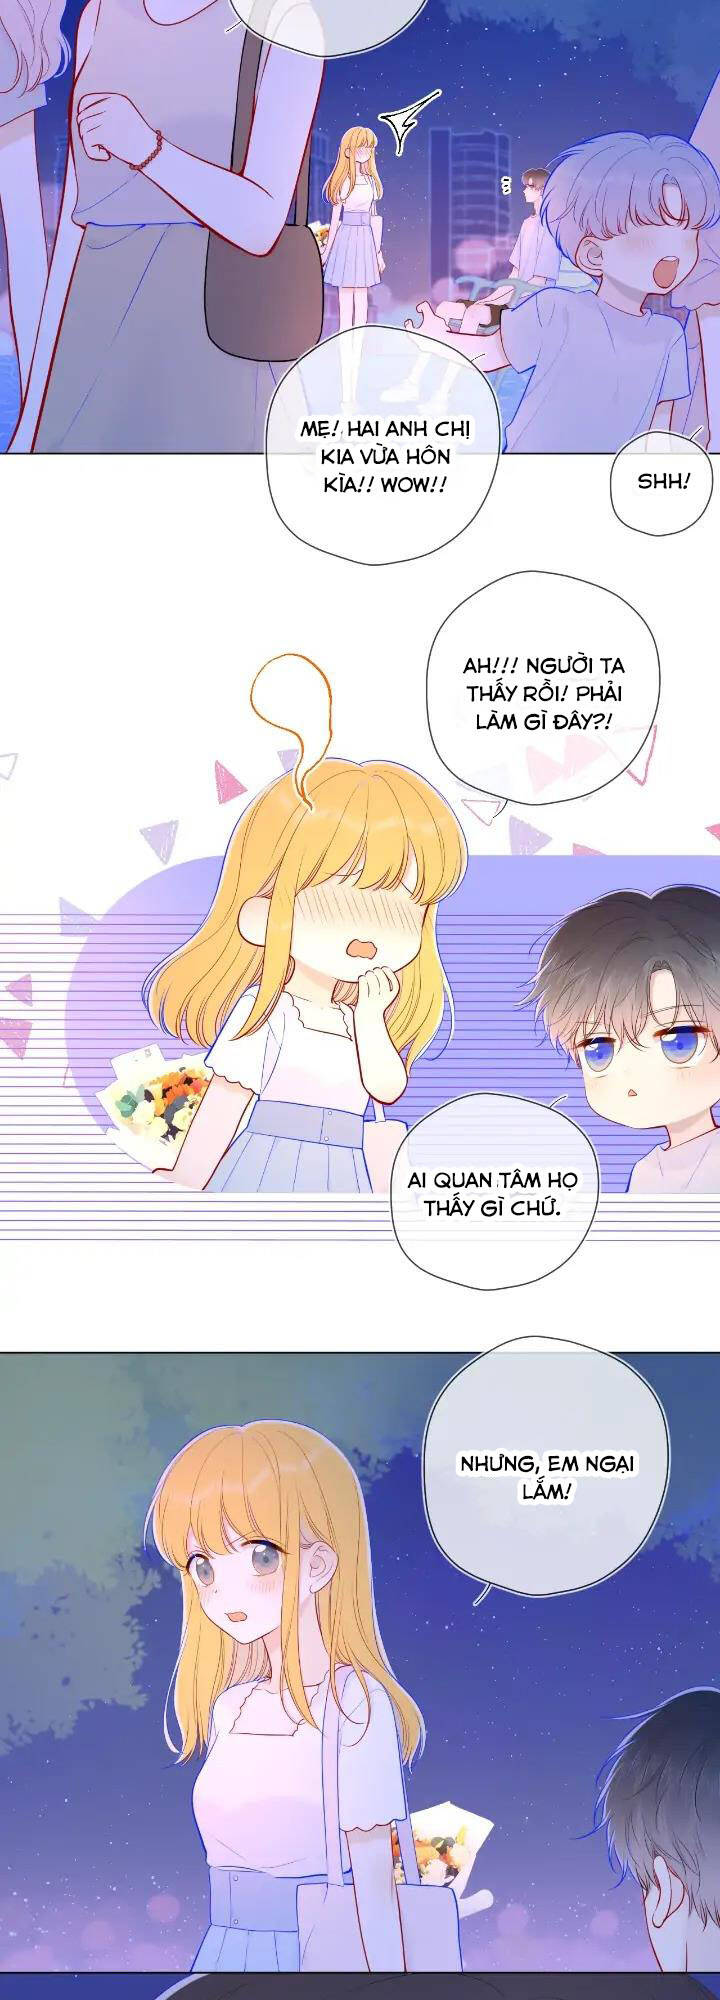 MẸ! HAI ANH CHỊ
KIA VỪA HÔN
KÌA!! WOW!!
SHH!
AH!!! NGƯỜI TA
THẤY RỒI! PHẢI
LÀM GÌ ĐÂY?!
AI QUAN TÂM HỌ
THẤY GÌ CHỨ.
NHƯNG, EM NGẠI
LẮM!